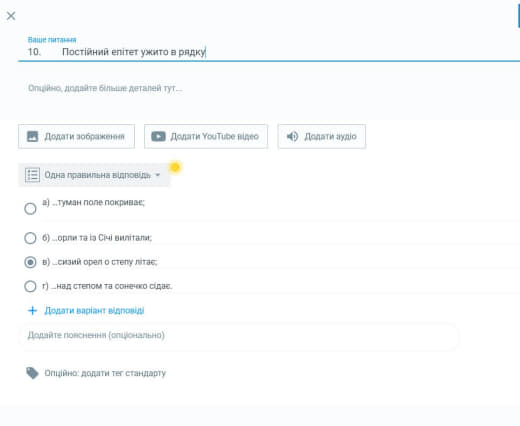 Ваше питання
10. Постійний епітет ужито в рядку
Опційно, додайте більше деталей тут...
Додати зображення
Додати YouTube відео
Додати аудіо
Одна правильна відповідь
а) ...туман поле покриває;
б) ...орли та із Січі вилітали;
в) ...сизий орел о степу літає;
г) ...над степом та сонечко сідає.
Додати варіант відповіді
Додайте пояснення (опціонально)
Опційно: додати тег стандарту